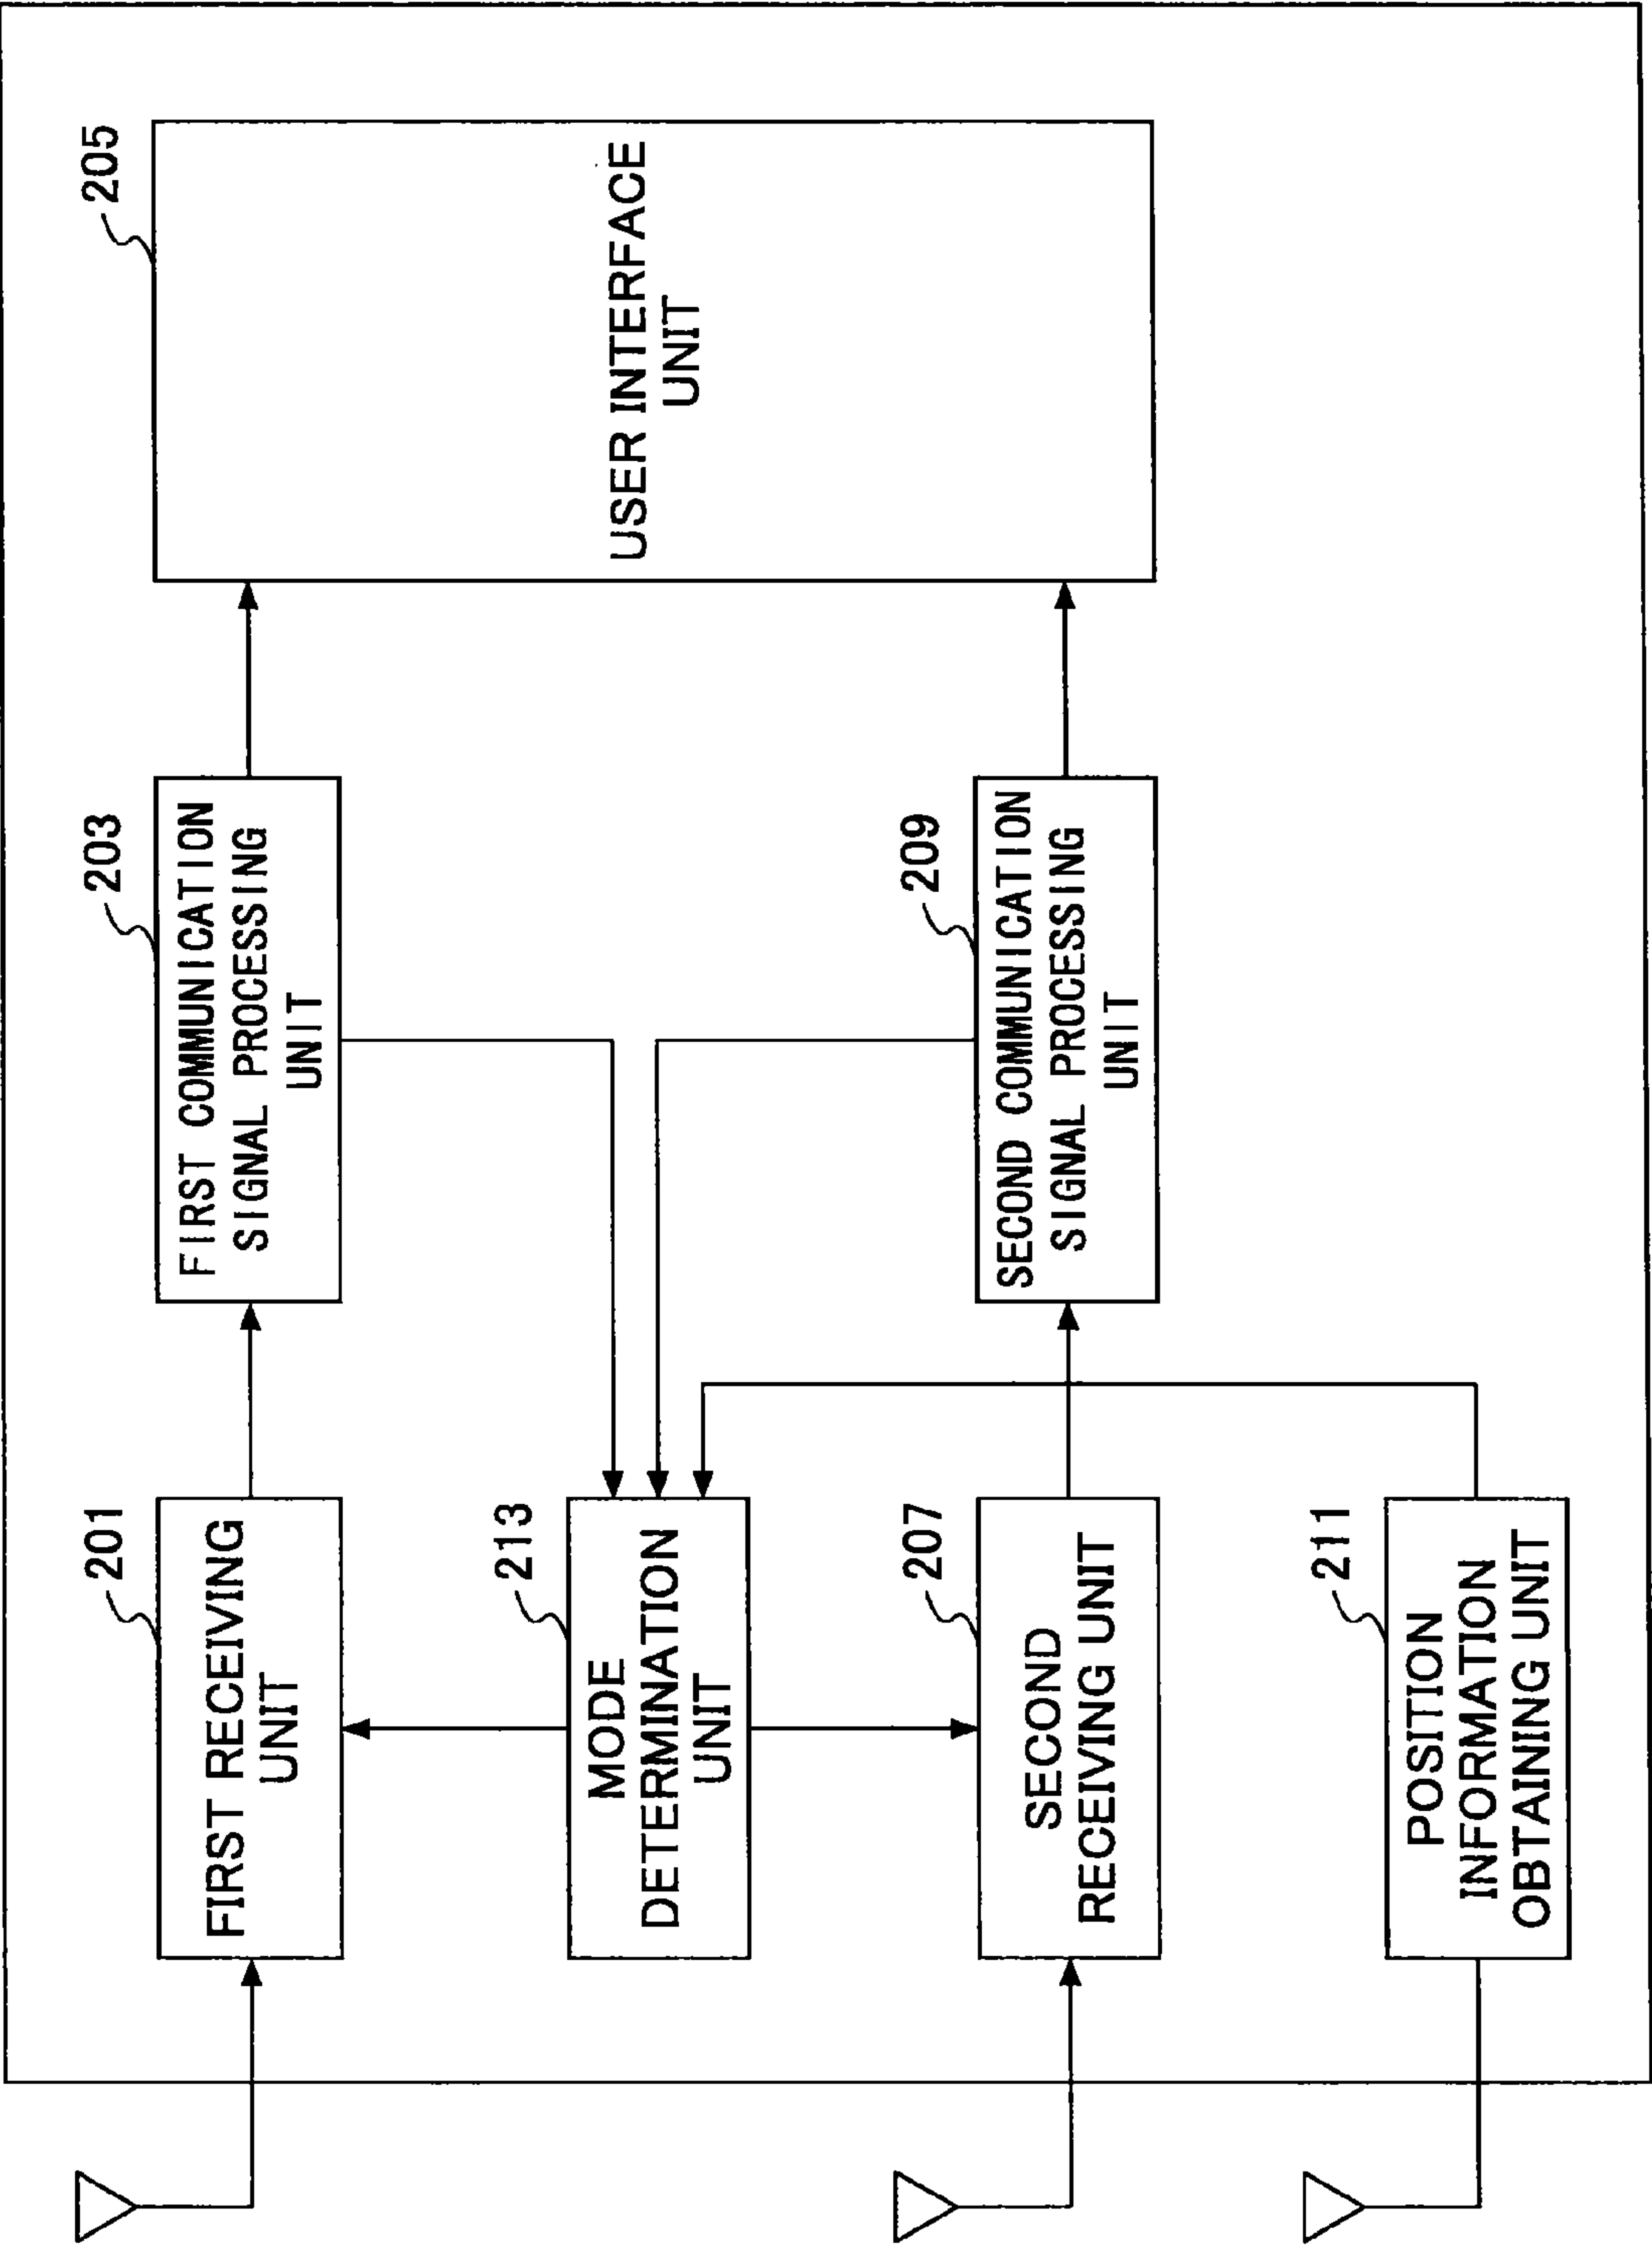 201
FIRST RECEIVING
UNIT
203
FIRST COMMUNICATION
SIGNAL PROCESSING
UNIT
205
USER INTERFACE
UNIT
213
MODE
DETERMINATION
UNIT
207
SECOND
RECEIVING UNIT
209
SECOND COMMUNICATION
SIGNAL PROCESSING
UNIT
211
POSITION
INFORMATION
OBTAINING UNIT